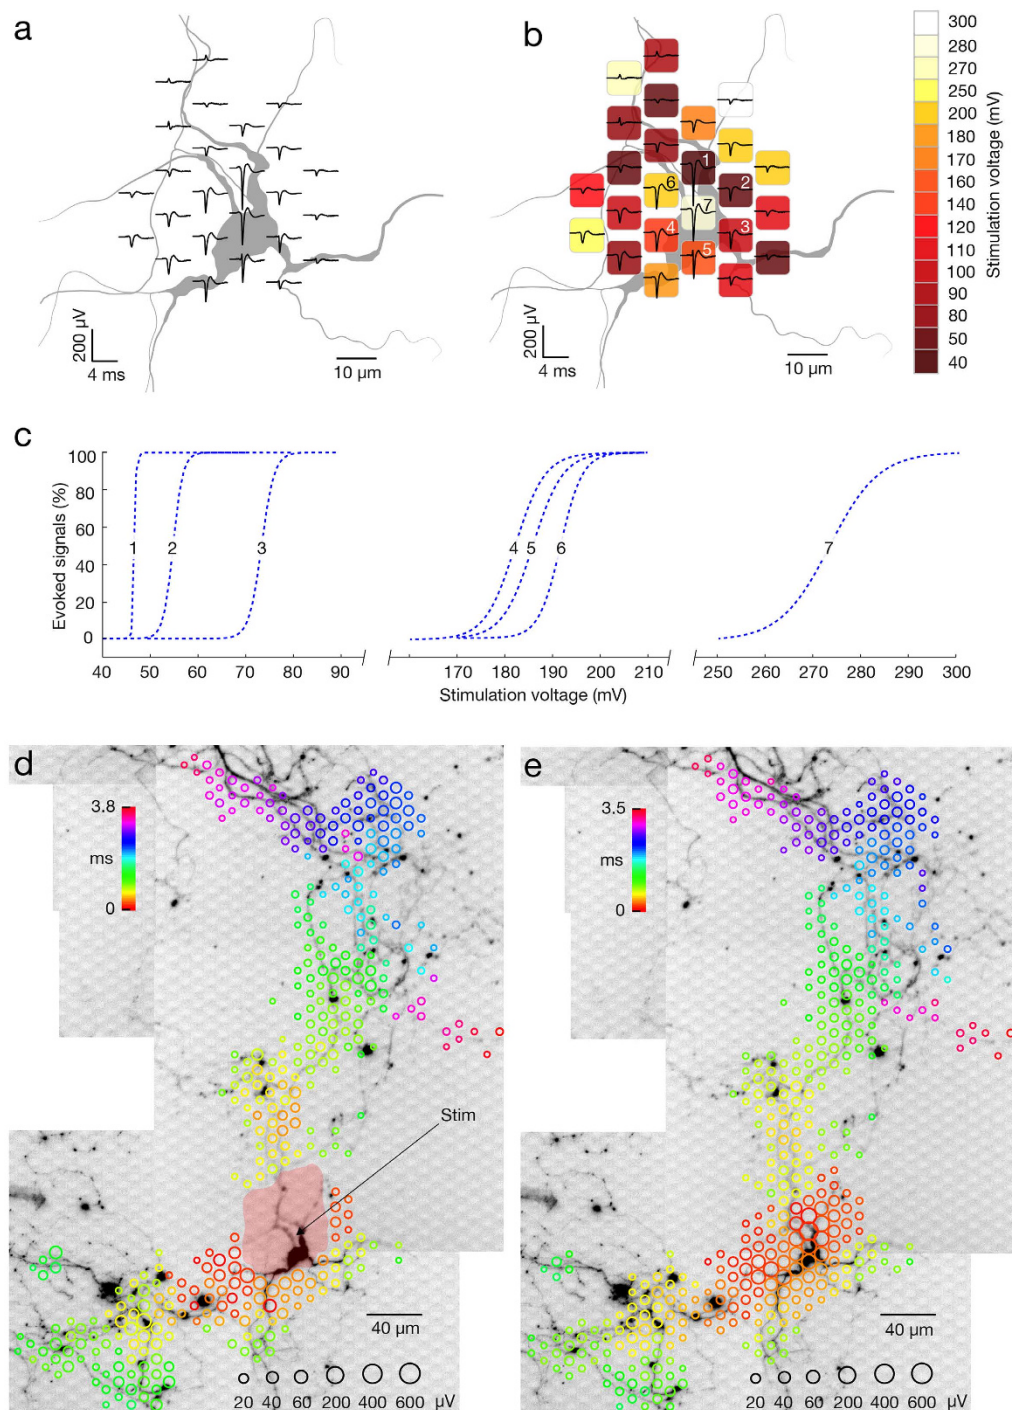 a
200 µV
4 ms
10 µm
b
1
2
3
4
5
6
7
200 µV
4 ms
10 µm
300
280
270
250
200
180
170
160
140
120
110
100
90
80
50
40
Stimulation voltage (mV)
c
Evoked signals (%)
100
80
60
40
20
0
1
2
3
4
5
6
7
40 50 60 70 80 90
170 180 190 200 210
250 260 270 280 290 300
Stimulation voltage (mV)
d
3.8
ms
0
Stim
40 µm
20 40 60 200 400 600 µV
e
3.5
ms
0
40 µm
20 40 60 200 400 600 µV